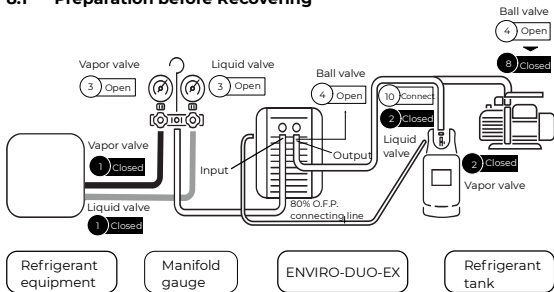 8.1 Preparation before Recovering
Ball valve
4 Open
8 Closed
Vapor valve
3 Open
Liquid valve
3 Open
Ball valve
4 Open
10 Connect
2 Closed
Liquid
valve
2 Closed
Vapor valve
Vapor valve
1 Closed
Input
Output
Liquid valve
1 Closed
80% O.F.P.
connecting line
Refrigerant
equipment
Manifold
gauge
ENVIRO-DUO-EX
Refrigerant
tank